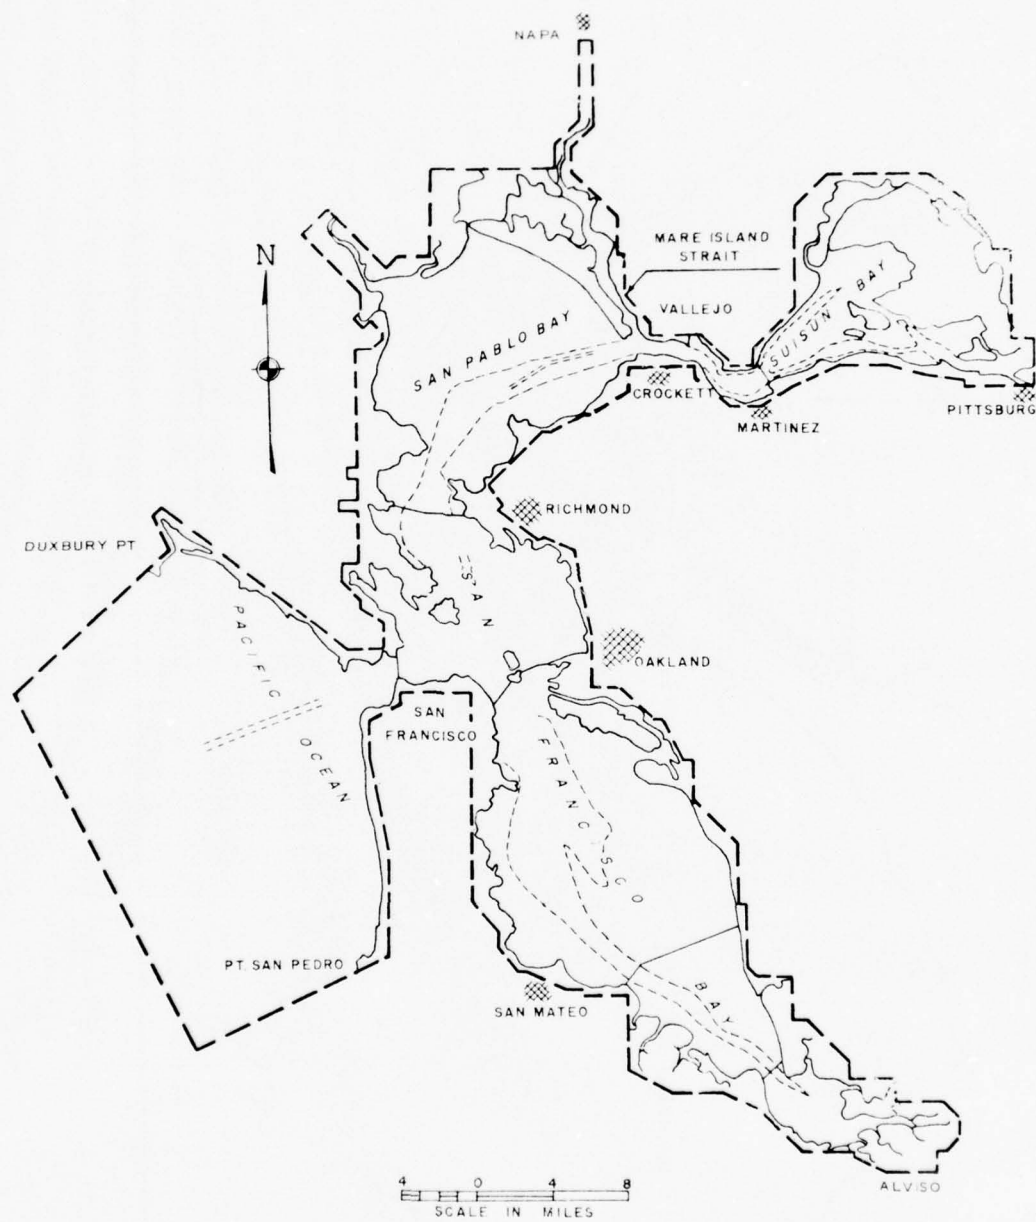 NAPA
N
MARE ISLAND
STRAIT
VALLEJO
SAN PABLO BAY
SUISUN BAY
CROCKETT
MARTINEZ
PITTSBURG
RICHMOND
DUXBURY PT
SAN
PACIFIC
OCEAN
OAKLAND
SAN
FRANCISCO
FRANCISCO
BAY
PT. SAN PEDRO
SAN MATEO
ALVISO
4 0 4 8
SCALE IN MILES